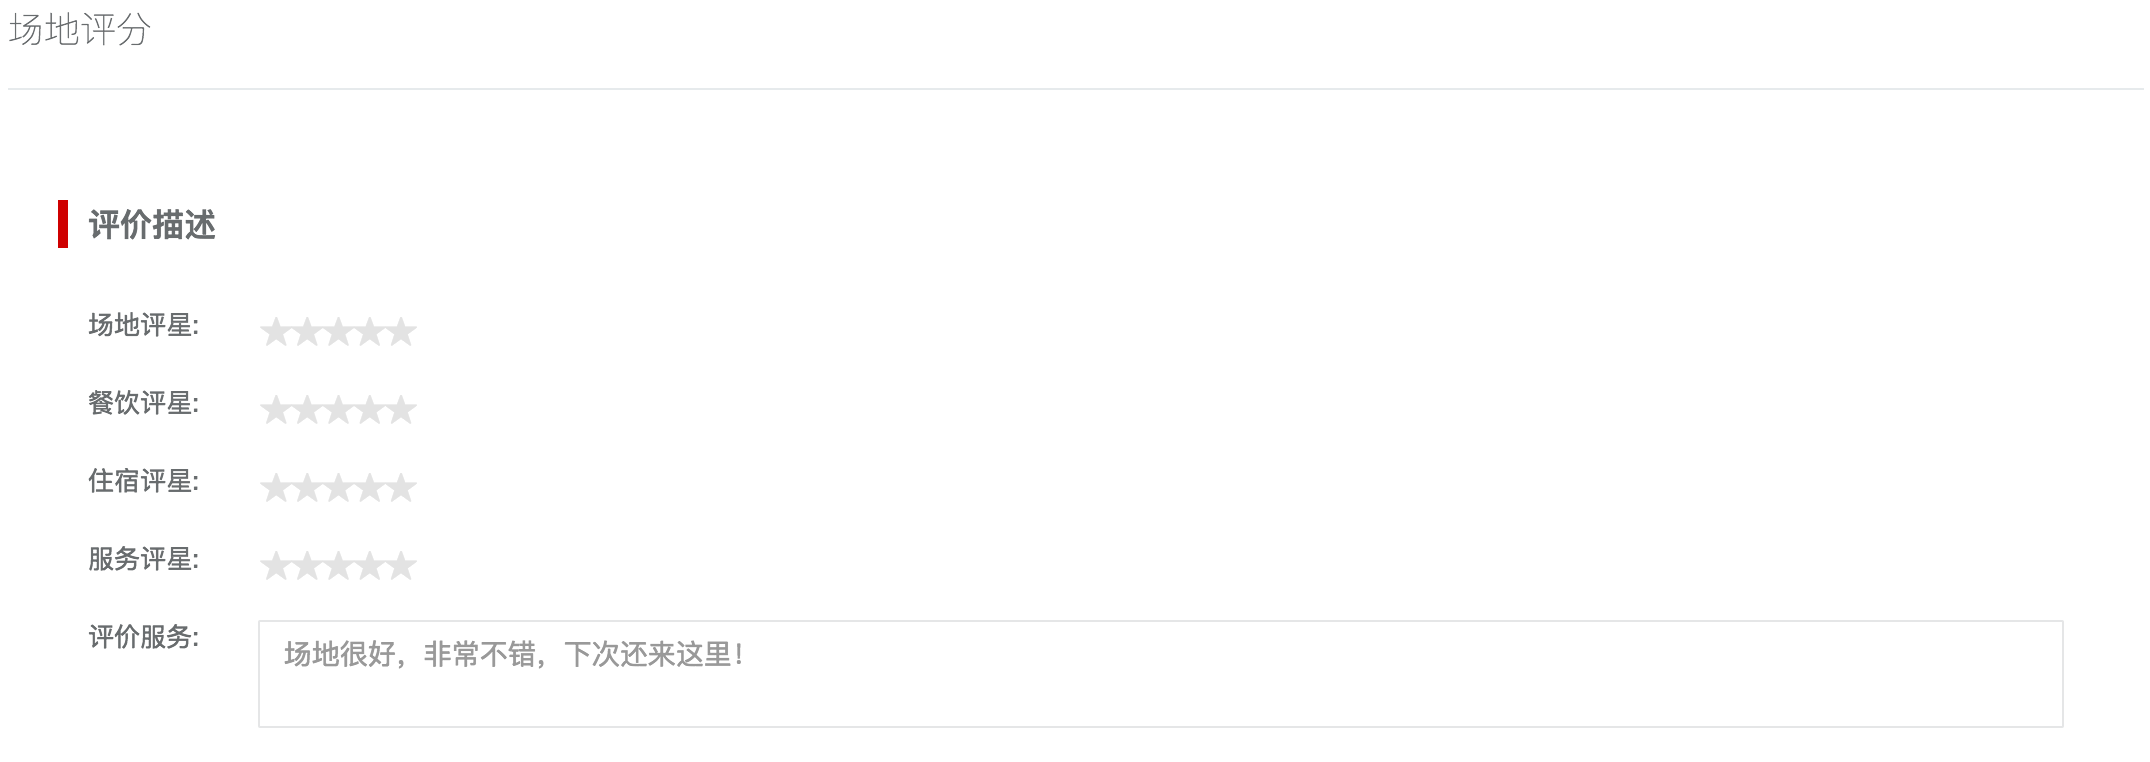 场地评分
评价描述
场地评星:
餐饮评星:
住宿评星:
服务评星:
评价服务:
场地很好，非常不错，下次还来这里！